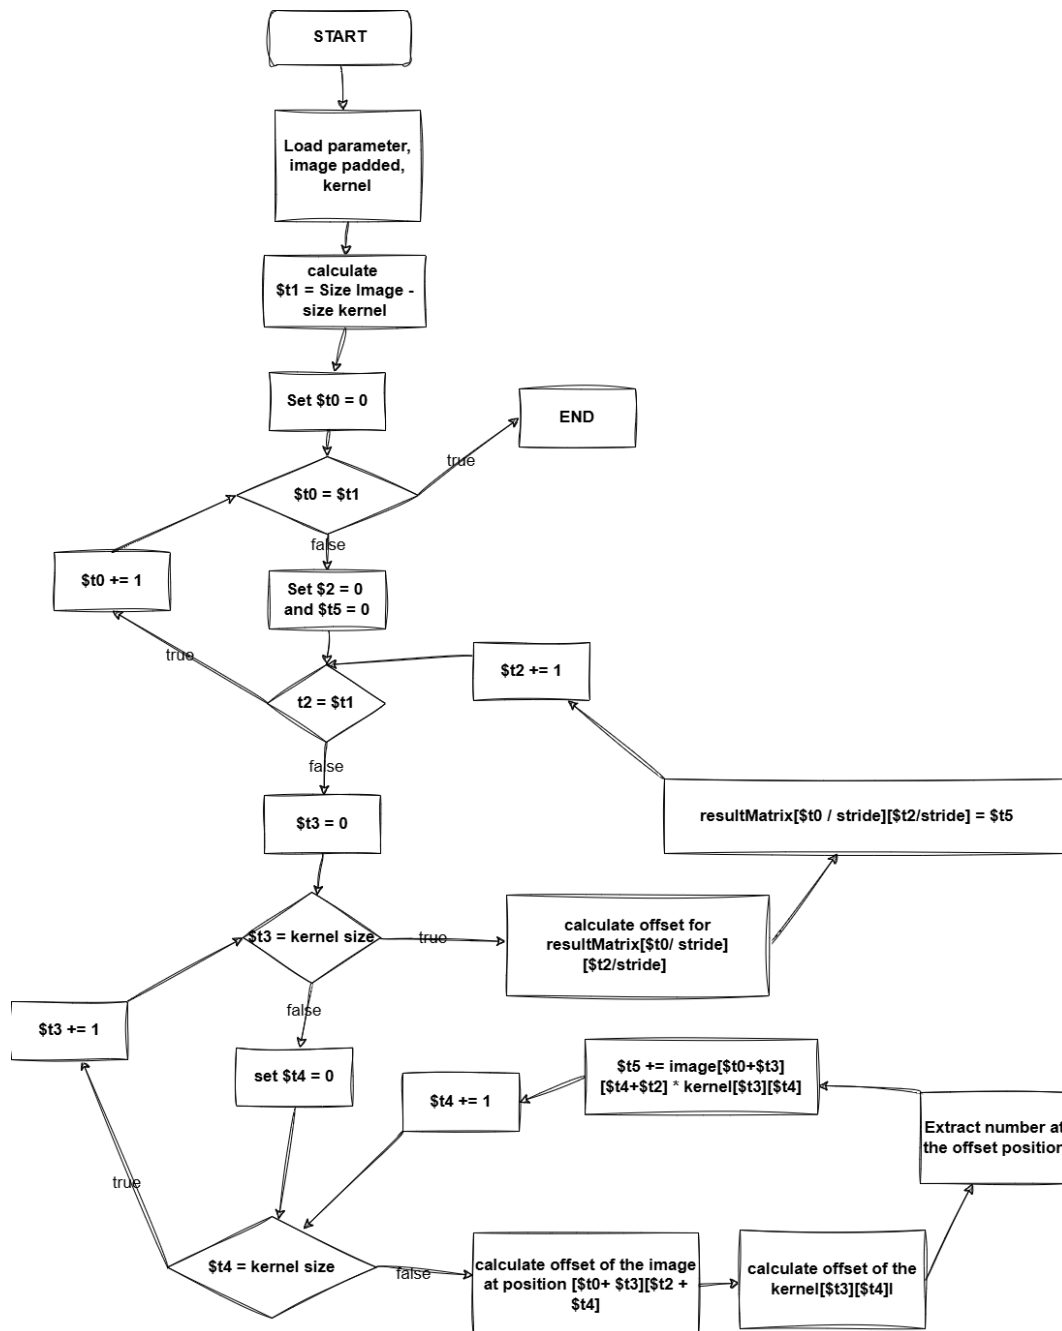 START
Load parameter,
image padded,
kernel
calculate
$t1 = Size Image -
size kernel
Set $t0 = 0
END
true
$t0 = $t1
false
$t0 += 1
Set $2 = 0
and $t5 = 0
true
$t2 += 1
t2 = $t1
false
$t3 = 0
resultMatrix[$t0 / stride][$t2/stride] = $t5
$t3 = kernel size
true
calculate offset for
resultMatrix[$t0/ stride]
[$t2/stride]
false
$t3 += 1
set $t4 = 0
$t4 += 1
$t5 += image[$t0+$t3]
[$t4+$t2] * kernel[$t3][$t4]
Extract number at
the offset position
true
$t4 = kernel size
false
calculate offset of the image
at position [$t0+ $t3][$t2 +
$t4]
calculate offset of the
kernel[$t3][$t4]l